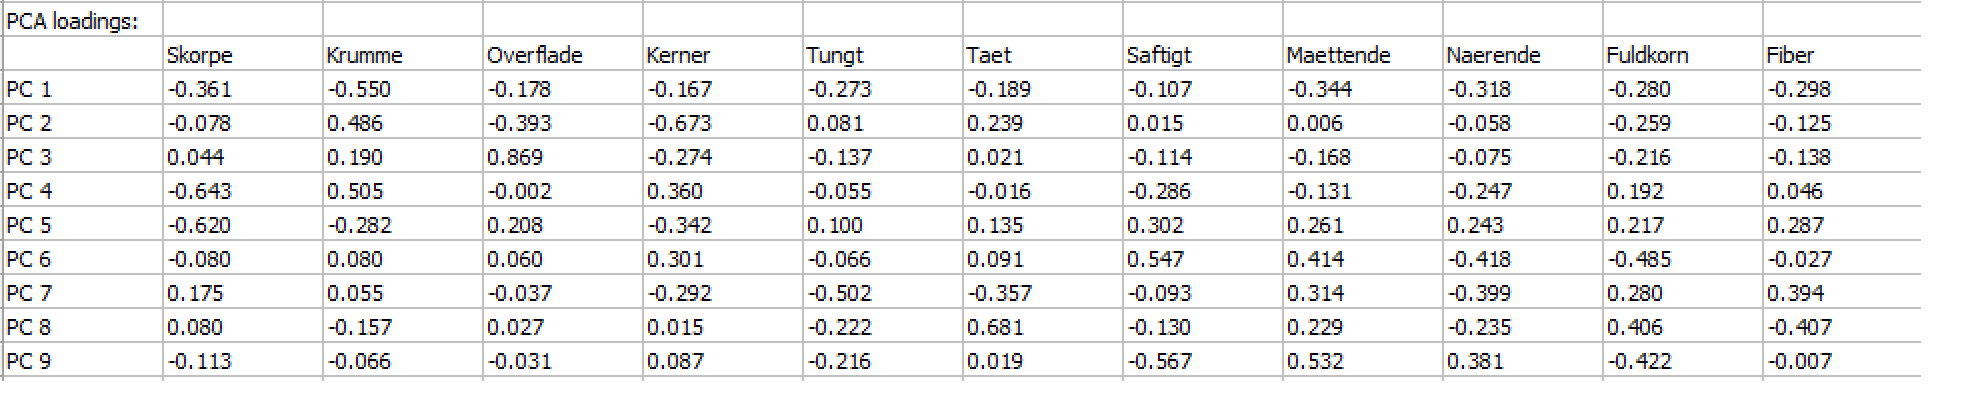 PCA loadings:
Skorpe Krumme Overflade Kerner Tungt Taet Saftigt Maettende Naerende Fuldkorn Fiber
PC 1 -0.361 -0.550 -0.178 -0.167 -0.273 -0.189 -0.107 -0.344 -0.318 -0.280 -0.298
PC 2 -0.078 0.486 -0.393 -0.673 0.081 0.239 0.015 0.006 -0.058 -0.259 -0.125
PC 3 0.044 0.190 0.869 -0.274 -0.137 0.021 -0.114 -0.168 -0.075 -0.216 -0.138
PC 4 -0.643 0.505 -0.002 0.360 -0.055 -0.016 -0.286 -0.131 -0.247 0.192 0.046
PC 5 -0.620 -0.282 0.208 -0.342 0.100 0.135 0.302 0.261 0.243 0.217 0.287
PC 6 -0.080 0.080 0.060 0.301 -0.066 0.091 0.547 0.414 -0.418 -0.485 -0.027
PC 7 0.175 0.055 -0.037 -0.292 -0.502 -0.357 -0.093 0.314 -0.399 0.280 0.394
PC 8 0.080 -0.157 0.027 0.015 -0.222 0.681 -0.130 0.229 -0.235 0.406 -0.407
PC 9 -0.113 -0.066 -0.031 0.087 -0.216 0.019 -0.567 0.532 0.381 -0.422 -0.007